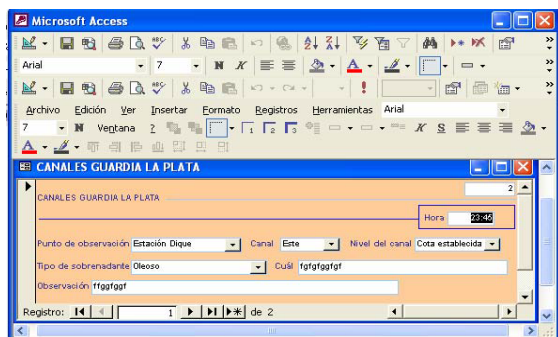 Microsoft Access
Arial 7 N K
Archivo Edición Ver Insertar Formato Registros Herramientas Arial
7 N Ventana ? K S
CANALES GUARDIA LA PLATA
2
CANALES GUARDIA LA PLATA
Hora 23:45
Punto de observación Estación Dique Canal Este Nivel del canal Cota establecida
Tipo de sobrenadante Oleoso Cuál fgfgfggfgf
Observación ffggfggf
Registro: 1 de 2